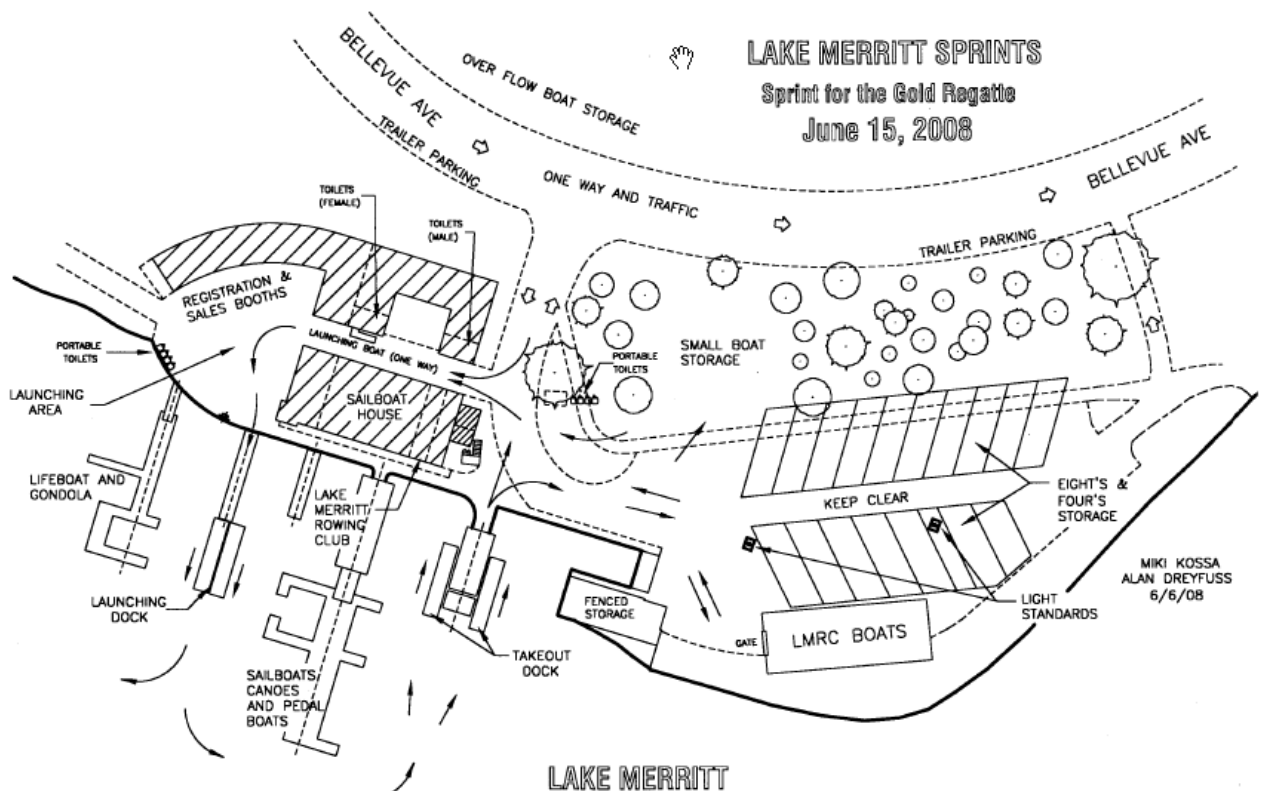 LAKE MERRITT SPRINTS
Sprint for the Gold Regatte
June 15, 2008
BELLEVUE AVE
OVER FLOW BOAT STORAGE
TRAILER PARKING
ONE WAY AND TRAFFIC
BELLEVUE AVE
TRAILER PARKING
TOILETS
(FEMALE)
TOILETS
(MALE)
REGISTRATION &
SALES BOOTHS
PORTABLE
TOILETS
LAUNCHING BOAT (ONE WAY)
SMALL BOAT
STORAGE
PORTABLE
TOILETS
LAUNCHING
AREA
SAILBOAT
HOUSE
LIFEBOAT AND
GONDOLA
LAKE
MERRITT
ROWING
CLUB
KEEP CLEAR
EIGHT'S &
FOUR'S
STORAGE
MIKI KOSSA
ALAN DREYFUSS
6/6/08
LAUNCHING
DOCK
FENCED
STORAGE
LIGHT
STANDARDS
GATE
LMRC BOATS
TAKEOUT
DOCK
SAILBOATS,
CANOES
AND PEDAL
BOATS
LAKE MERRITT